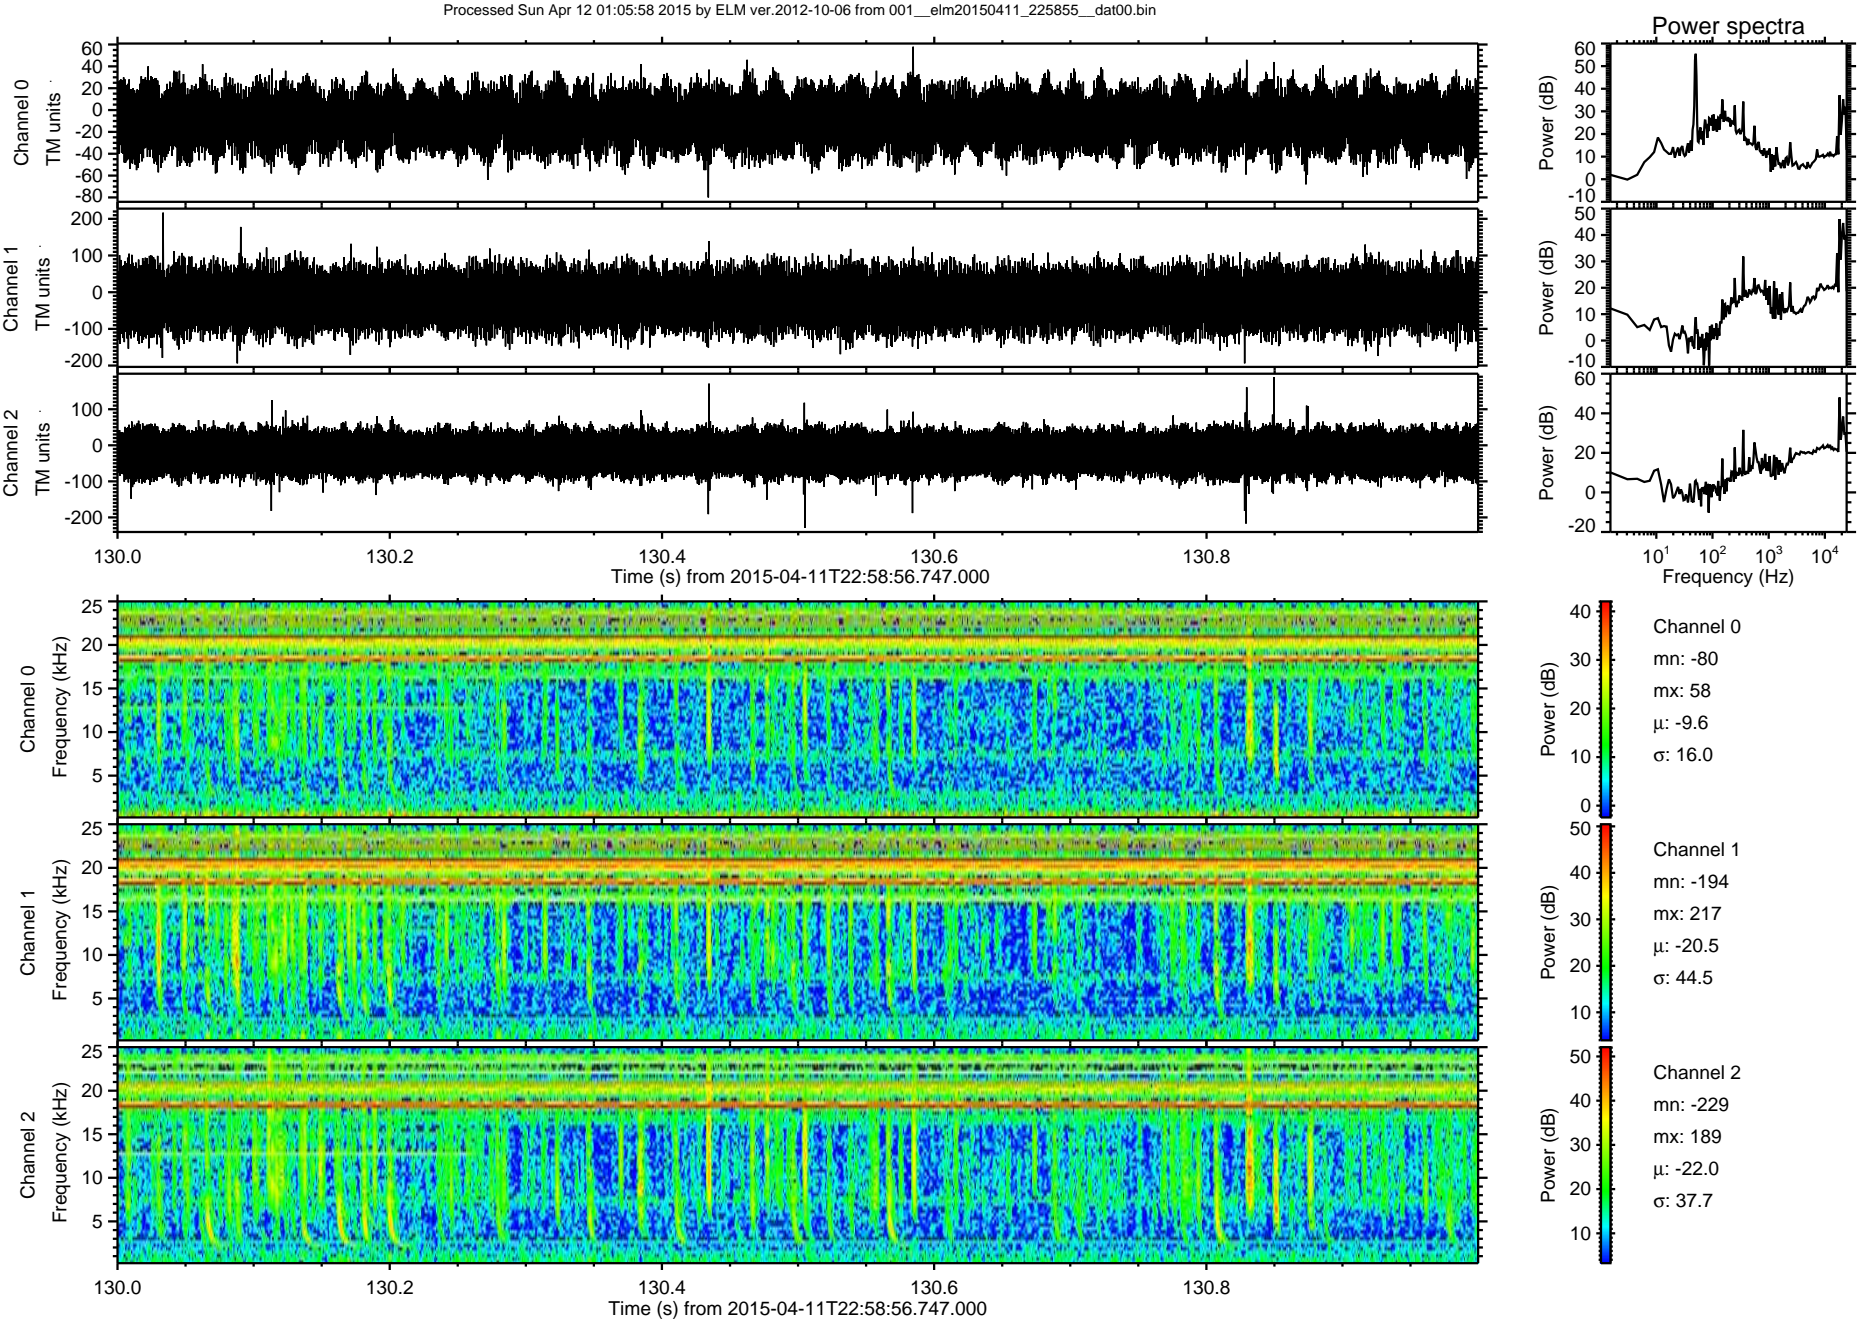 Processed Sun Apr 12 01:05:58 2015 by ELM ver.2012-10-06 from 001__elm20150411_225855__dat00.bin
Power spectra
Channel 0
TM units
60
40
20
0
-20
-40
-60
-80
Power (dB)
60
50
40
30
20
10
0
-10
Channel 1
TM units
200
100
0
-100
-200
Power (dB)
50
40
30
20
10
0
-10
Channel 2
TM units
100
0
-100
-200
Power (dB)
60
40
20
0
-20
130.0 130.2 130.4 130.6 130.8
Time (s) from 2015-04-11T22:58:56.747.000
10^1 10^2 10^3 10^4
Frequency (Hz)
Channel 0
Frequency (kHz)
25
20
15
10
5
Power (dB)
40
30
20
10
0
Channel 0
mn: -80
mx: 58
μ: -9.6
σ: 16.0
Channel 1
Frequency (kHz)
25
20
15
10
5
Power (dB)
50
40
30
20
10
Channel 1
mn: -194
mx: 217
μ: -20.5
σ: 44.5
Channel 2
Frequency (kHz)
25
20
15
10
5
Power (dB)
50
40
30
20
10
Channel 2
mn: -229
mx: 189
μ: -22.0
σ: 37.7
130.0 130.2 130.4 130.6 130.8
Time (s) from 2015-04-11T22:58:56.747.000